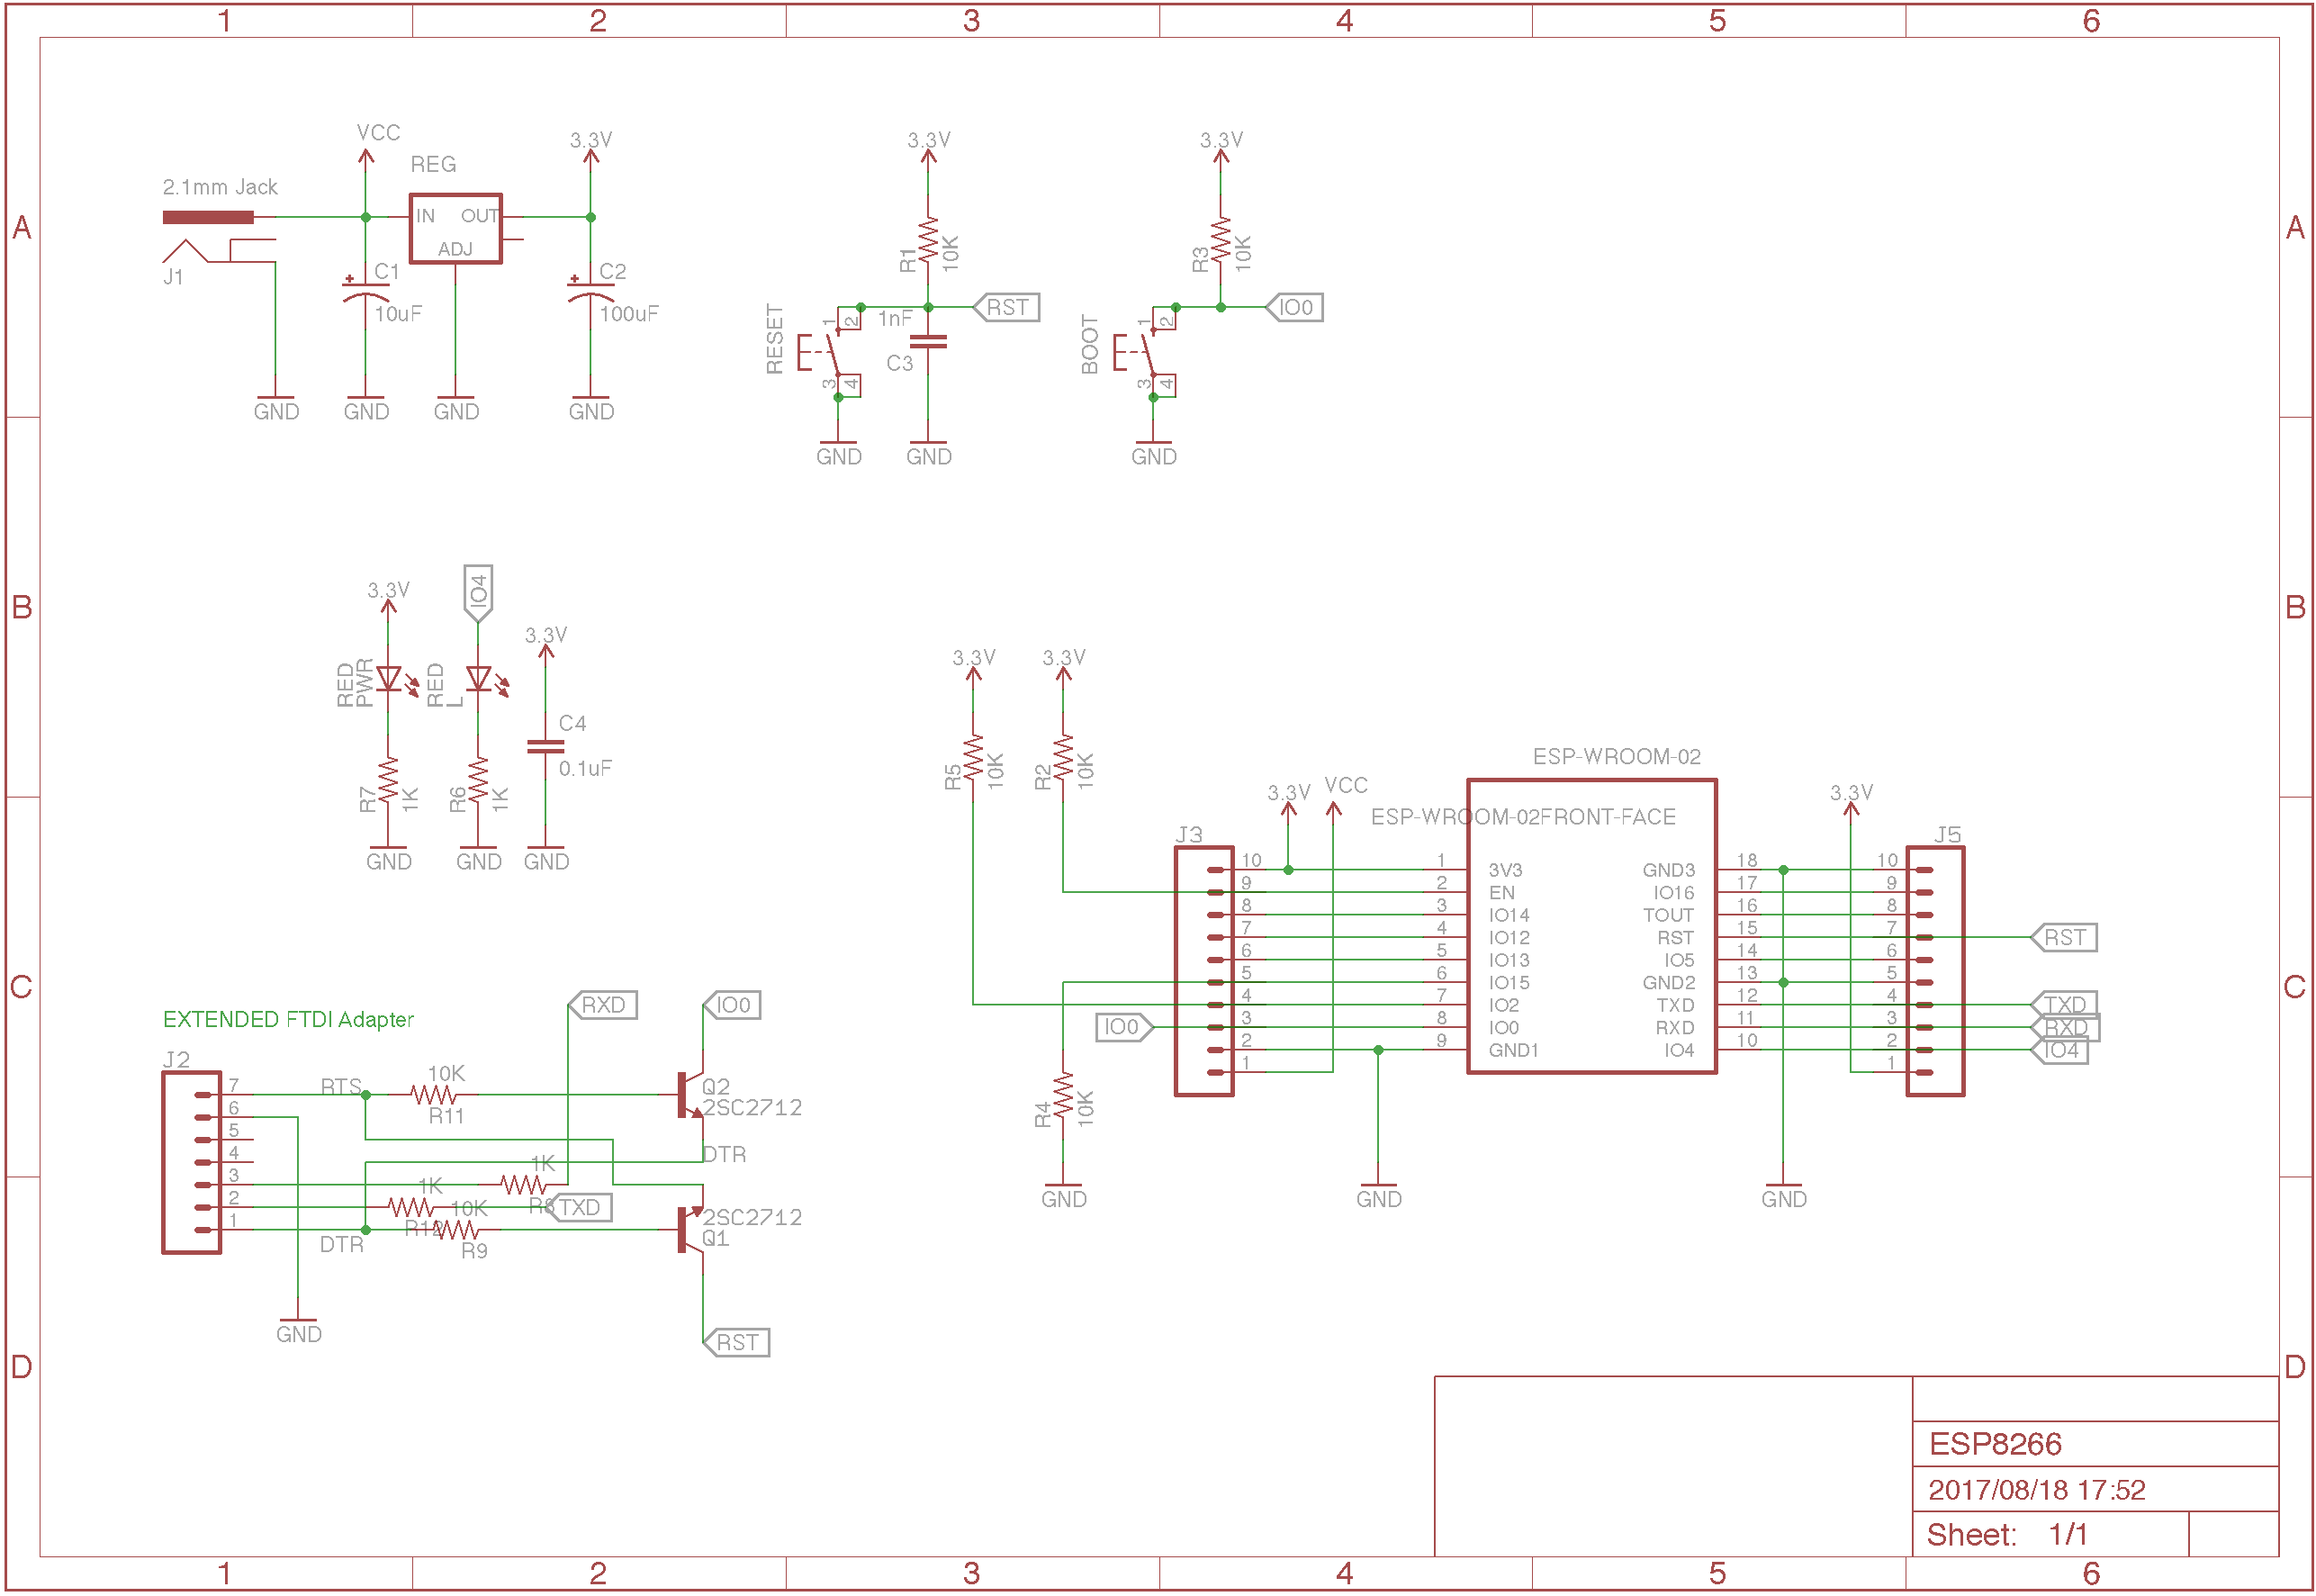 1 2 3 4 5 6
A A
B B
C C
D D
VCC
REG
3.3V
2.1mm Jack
IN OUT
ADJ
J1
C1
10uF
C2
100uF
GND GND GND GND
3.3V
R1
10K
RST
RESET
1 2
3 4
1nF
C3
GND GND
3.3V
R3
10K
IO0
BOOT
1 2
3 4
GND
3.3V
IO4
3.3V
RED
PWR
RED
L
C4
0.1uF
R7
1K
R6
1K
GND GND GND
3.3V 3.3V
R5
10K
R2
10K
3.3V VCC
ESP-WROOM-02
ESP-WROOM-02FRONT-FACE
3.3V
J3
J5
10 1 3V3 GND3 18 10
9 2 EN IO16 17 9
8 3 IO14 TOUT 16 8
7 4 IO12 RST 15 7 RST
6 5 IO13 IO5 14 6
5 6 IO15 GND2 13 5
4 7 IO2 TXD 12 4 TXD
IO0 3 8 IO0 RXD 11 3 RXD
2 9 GND1 IO4 10 2 IO4
1 1
R4
10K
GND GND GND
EXTENDED FTDI Adapter
RXD
IO0
J2
7 RTS
6
5
4
3
2
1
DTR
10K
R11
Q2
2SC2712
DTR
1K
R8
TXD
1K
R12
10K
R9
2SC2712
Q1
GND
RST
ESP8266
2017/08/18 17:52
Sheet: 1/1
1 2 3 4 5 6